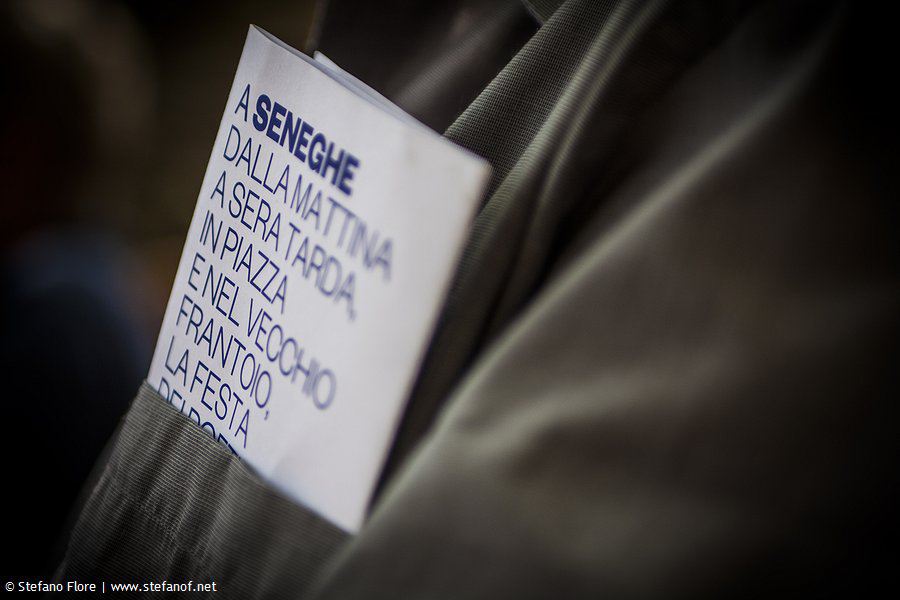 A SENEGHE
DALLA MATTINA
A SERA TARDA,
IN PIAZZA
E NEL VECCHIO
FRANTOIO,
LA FESTA
© Stefano Flore | www.stefanof.net